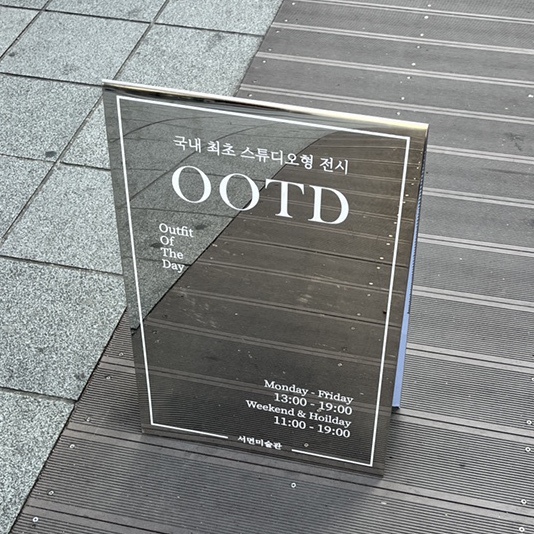 국내 최초 스튜디오형 전시
OOTD
Outfit
Of
The
Day
Monday - Friday
13:00 - 19:00
Weekend & Hoilday
11:00 - 19:00
서면미술관